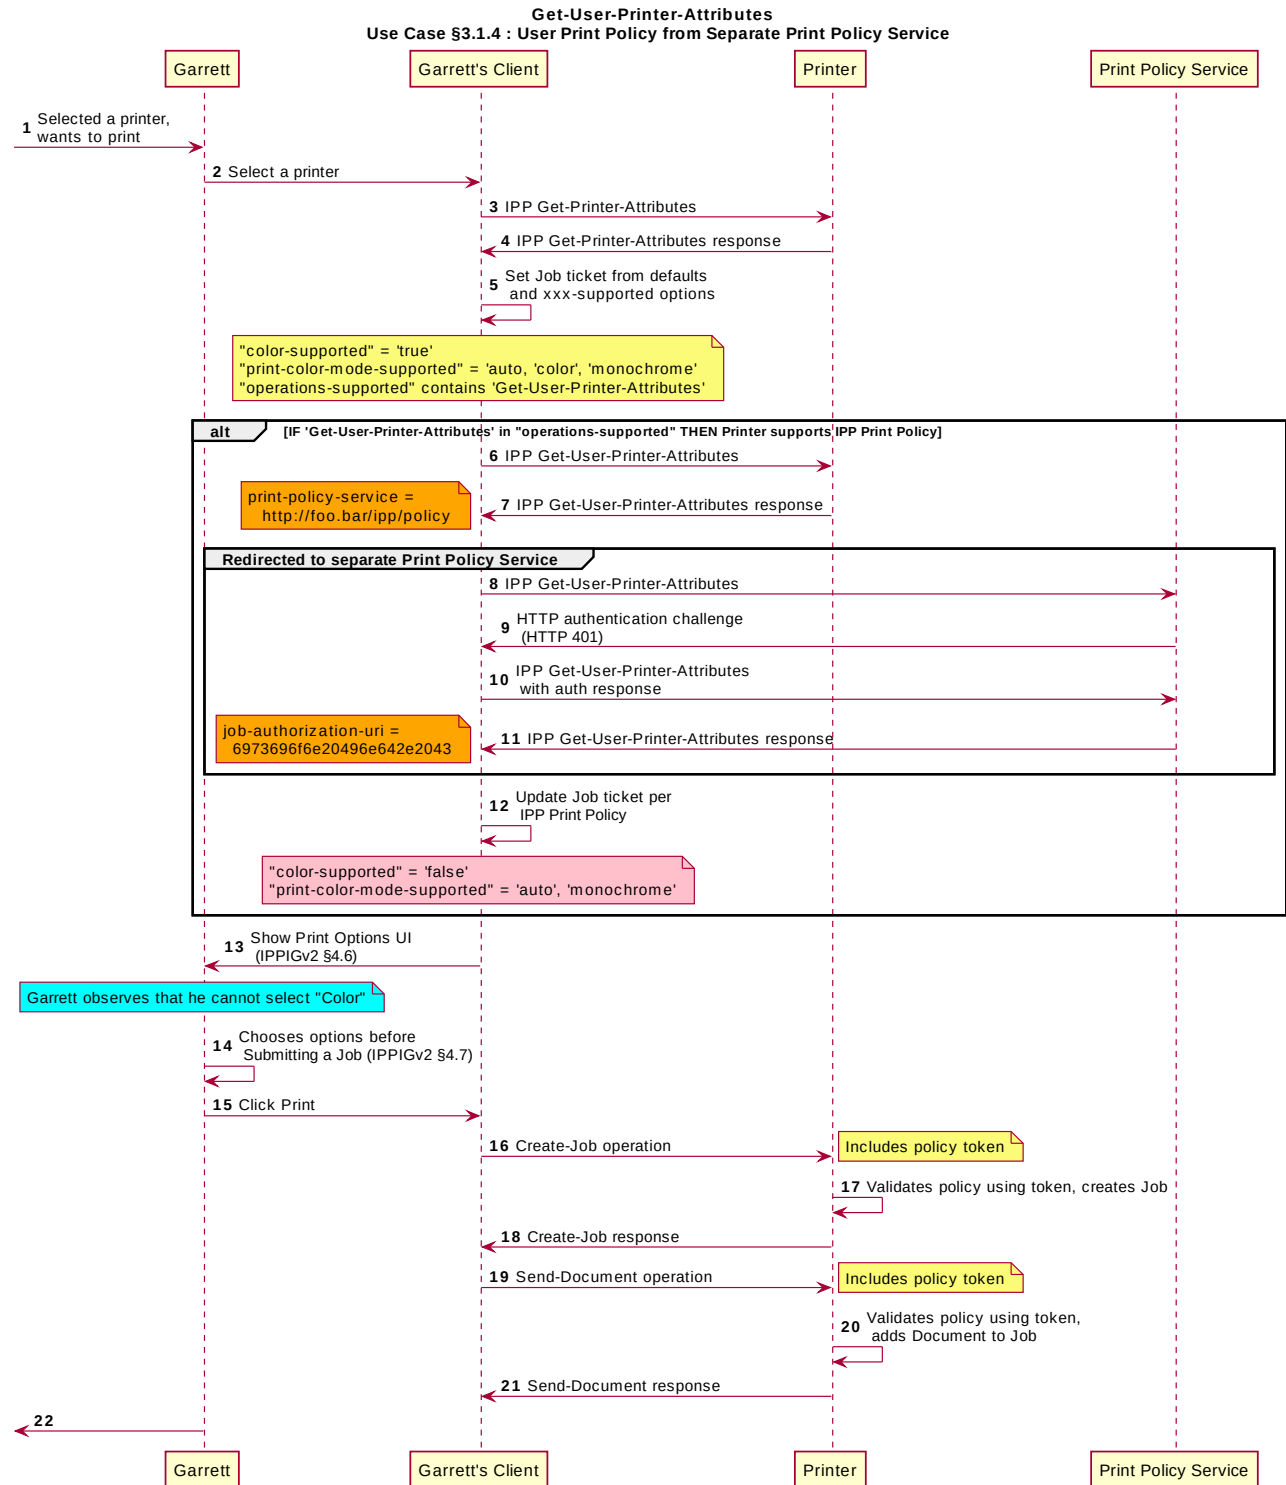 Get-User-Printer-Attributes
Use Case §3.1.4 : User Print Policy from Separate Print Policy Service
Garrett
Garrett's Client
Printer
Print Policy Service
1 Selected a printer,
wants to print
2 Select a printer
3 IPP Get-Printer-Attributes
4 IPP Get-Printer-Attributes response
5 Set Job ticket from defaults
and xxx-supported options
"color-supported" = 'true'
"print-color-mode-supported" = 'auto, 'color', 'monochrome'
"operations-supported" contains 'Get-User-Printer-Attributes'
alt [IF 'Get-User-Printer-Attributes' in "operations-supported" THEN Printer supports IPP Print Policy]
6 IPP Get-User-Printer-Attributes
print-policy-service =
http://foo.bar/ipp/policy
7 IPP Get-User-Printer-Attributes response
Redirected to separate Print Policy Service
8 IPP Get-User-Printer-Attributes
9 HTTP authentication challenge
(HTTP 401)
10 IPP Get-User-Printer-Attributes
with auth response
job-authorization-uri =
6973696f6e20496e642e2043
11 IPP Get-User-Printer-Attributes response
12 Update Job ticket per
IPP Print Policy
"color-supported" = 'false'
"print-color-mode-supported" = 'auto', 'monochrome'
13 Show Print Options UI
(IPPIGv2 §4.6)
Garrett observes that he cannot select "Color"
14 Chooses options before
Submitting a Job (IPPIGv2 §4.7)
15 Click Print
16 Create-Job operation
Includes policy token
17 Validates policy using token, creates Job
18 Create-Job response
19 Send-Document operation
Includes policy token
20 Validates policy using token,
adds Document to Job
21 Send-Document response
22
Garrett
Garrett's Client
Printer
Print Policy Service